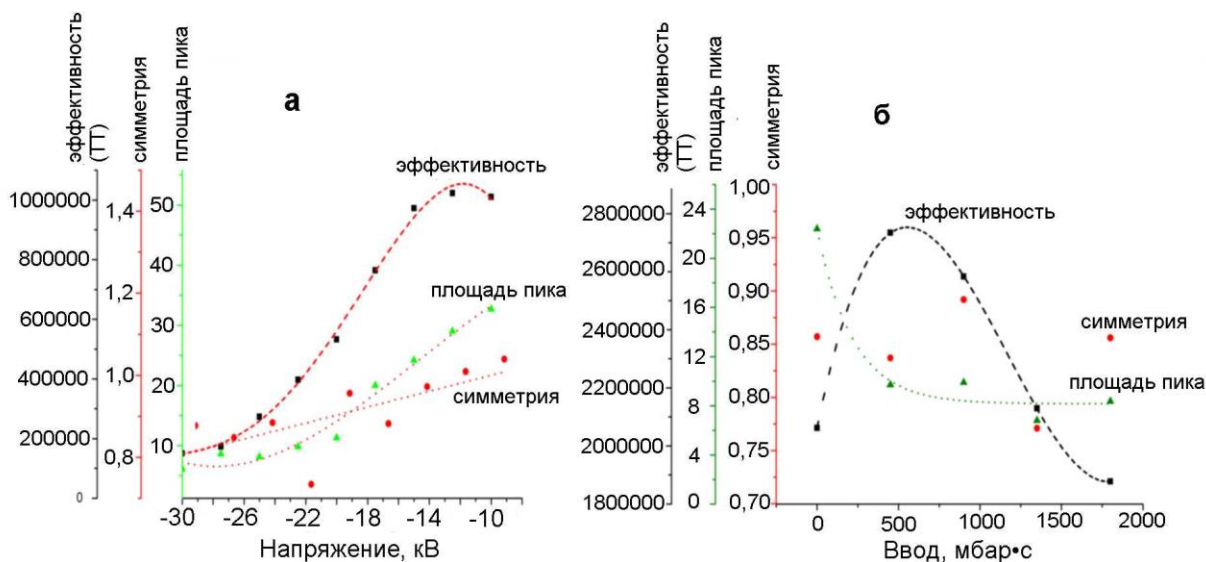 а
эффективность
(ТТ)
симметрия
площадь пика
1000000
800000
600000
400000
200000
0
1,4
1,2
1,0
0,8
50
40
30
20
10
эффективность
площадь пика
симметрия
-30 -26 -22 -18 -14 -10
Напряжение, кВ
б
эффективность
(ТТ)
площадь пика
симметрия
2800000
2600000
2400000
2200000
2000000
1800000
24
20
16
12
8
4
0
1,00
0,95
0,90
0,85
0,80
0,75
0,70
эффективность
симметрия
площадь пика
0 500 1000 1500 2000
Ввод, мбар•с